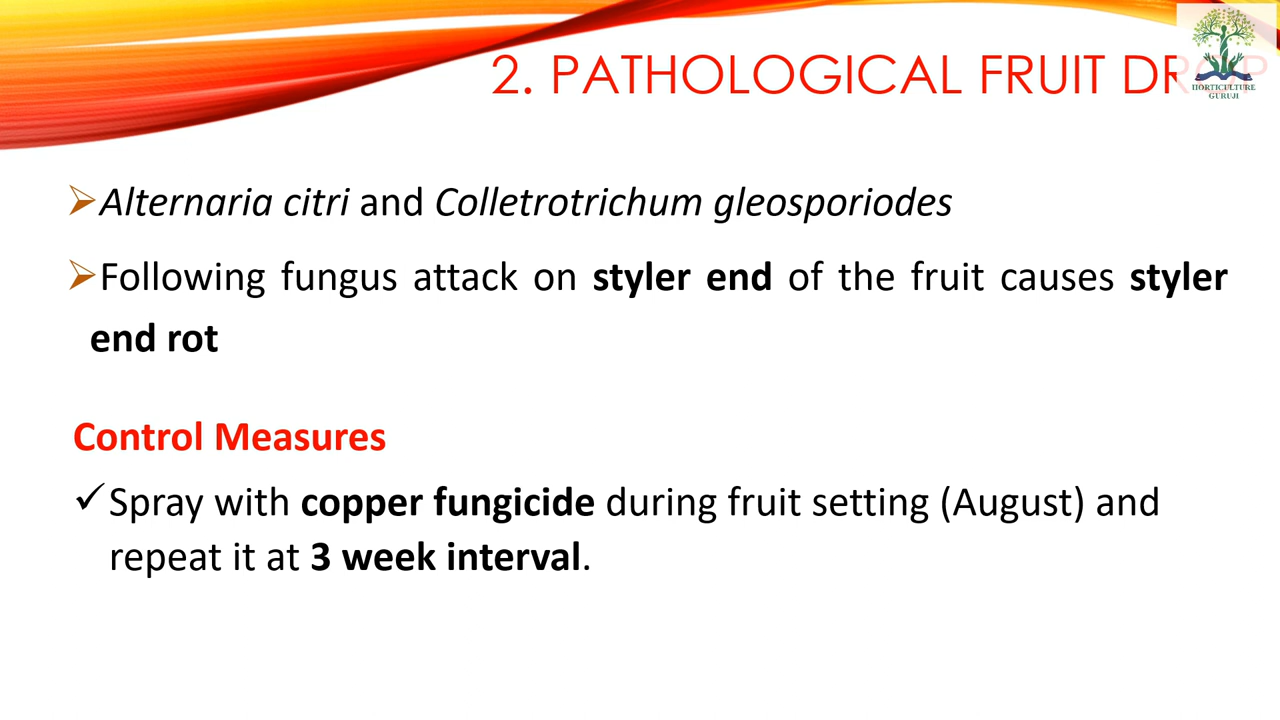 2. PATHOLOGICAL FRUIT DROP
HORTICULTURE
GURUJI
➢Alternaria citri and Colletrotrichum gleosporiodes
➢Following fungus attack on styler end of the fruit causes styler
end rot
Control Measures
✓Spray with copper fungicide during fruit setting (August) and
repeat it at 3 week interval.